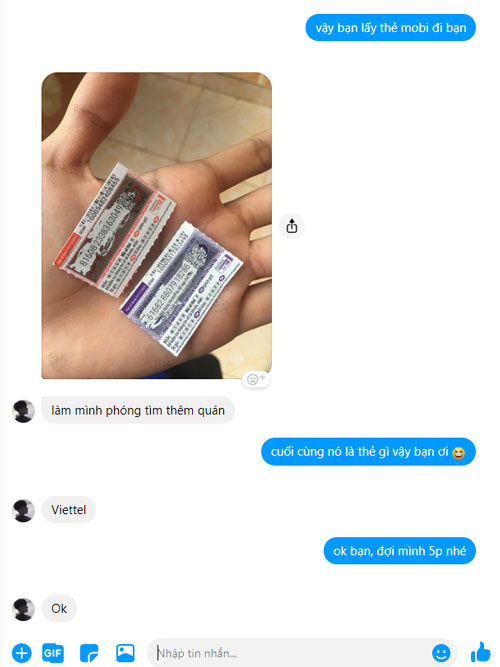 vậy bạn lấy thẻ mobi đi bạn
làm mình phóng tìm thêm quán
cuối cùng nó là thẻ gì vậy bạn ơi 😆
Viettel
ok bạn, đợi mình 5p nhé
Ok
GIF
Nhập tin nhắn...